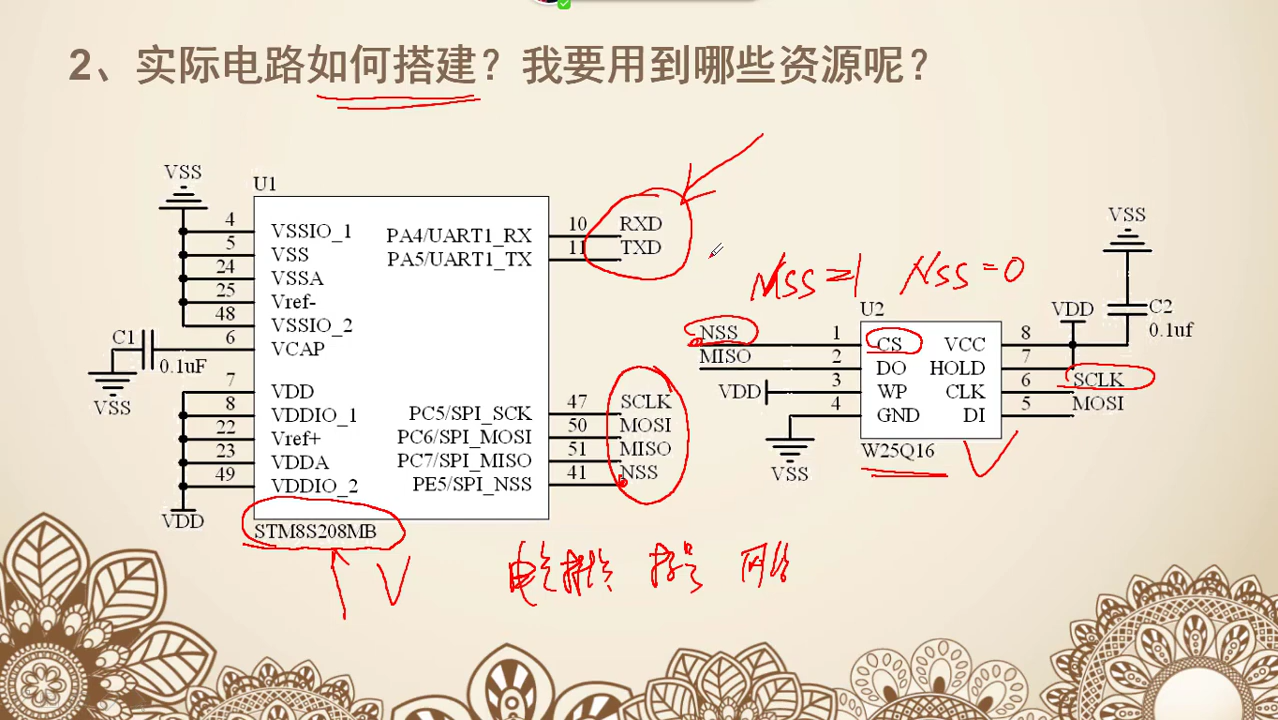 2、实际电路如何搭建？我要用到哪些资源呢？
VSS
U1
4 VSSIO_1
5 VSS
24 VSSA
25 Vref-
48 VSSIO_2
6 VCAP
C1
0.1uF
VSS
7 VDD
8 VDDIO_1
22 Vref+
23 VDDA
49 VDDIO_2
VDD
STM8S208MB
PA4/UART1_RX 10 RXD
PA5/UART1_TX 11 TXD
PC5/SPI_SCK 47 SCLK
PC6/SPI_MOSI 50 MOSI
PC7/SPI_MISO 51 MISO
PE5/SPI_NSS 41 NSS
NSS=1 NSS=0
U2
NSS 1 CS
MISO 2 DO
VDD 3 WP
4 GND
VSS
VCC 8
HOLD 7
CLK 6 SCLK
DI 5 MOSI
W25Q16
VDD
VSS
C2
0.1uf
电气
网络